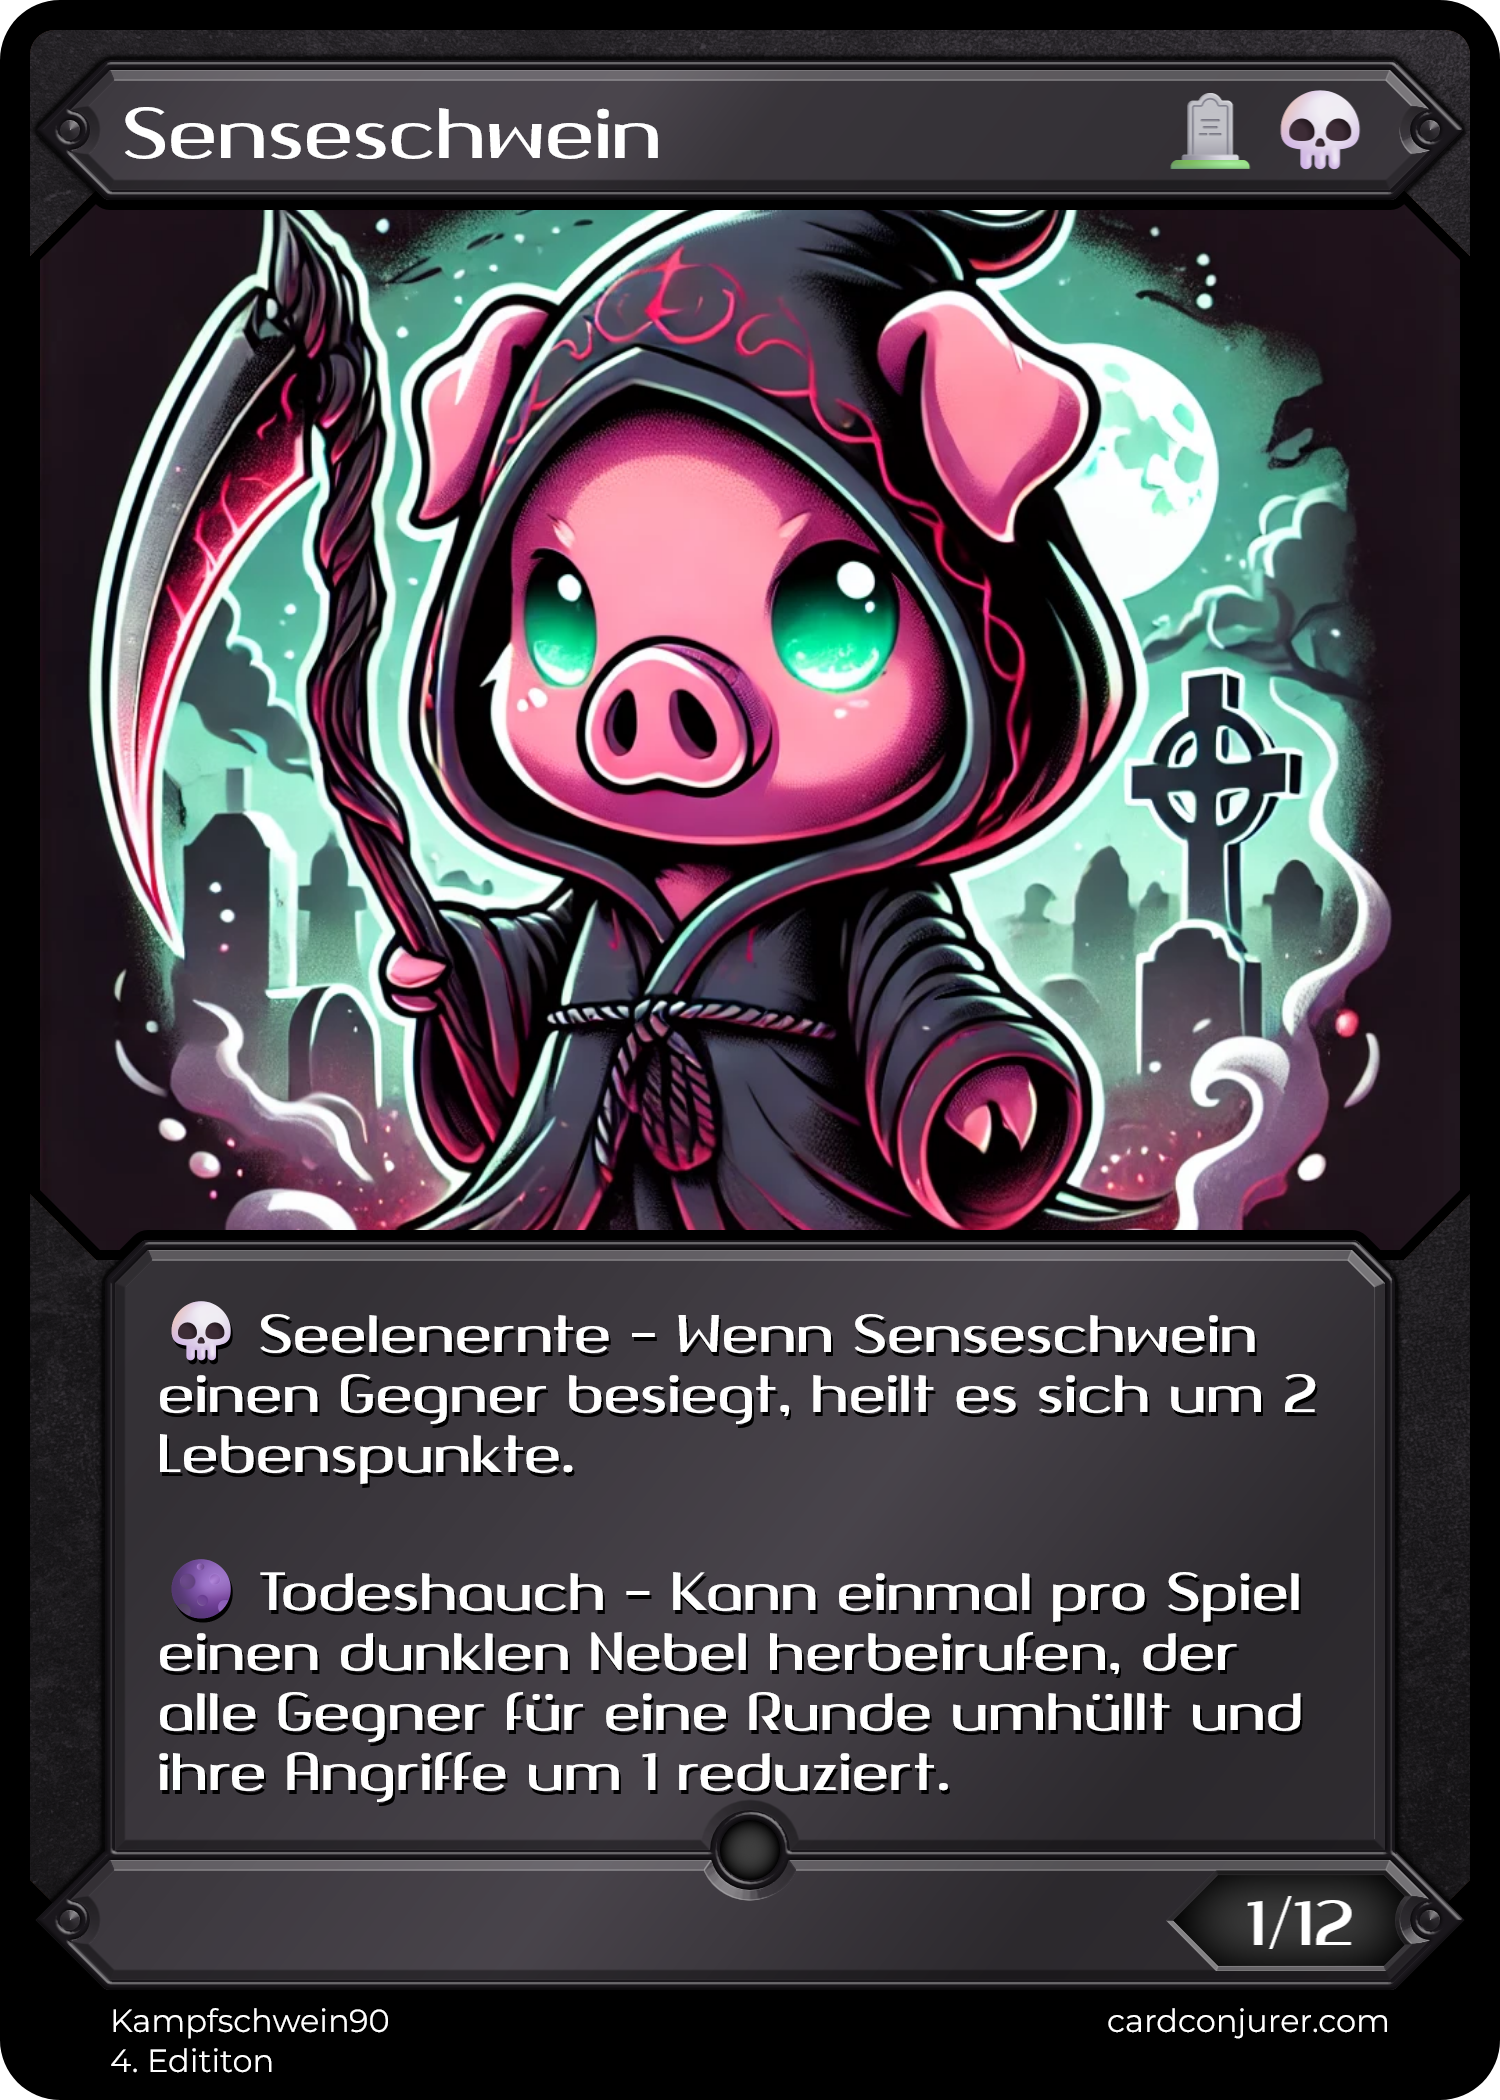 Senseschwein
Seelenernte - Wenn Senseschwein
einen Gegner besiegt, heilt es sich um 2
Lebenspunkte.
Todeshauch - Kann einmal pro Spiel
einen dunklen Nebel herbeirufen, der
alle Gegner für eine Runde umhüllt und
ihre Angriffe um 1 reduziert.
1/12
Kampfschwein90
cardconjurer.com
4. Edititon